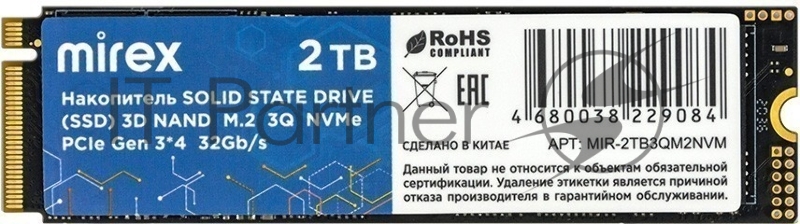 mirex
2 TB
Накопитель SOLID STATE DRIVE
(SSD) 3D NAND M.2 3Q NVMe
PCIe Gen 3*4 32Gb/s
RoHS
COMPLIANT
EAC
4 680038 229084
СДЕЛАНО В КИТАЕ
АРТ: MIR-2TB3QM2NVM
Данный товар не относится к объектам обязательной
сертификации. Удаление этикетки является причиной
отказа производителя в гарантийном обслуживании.
IT Partner